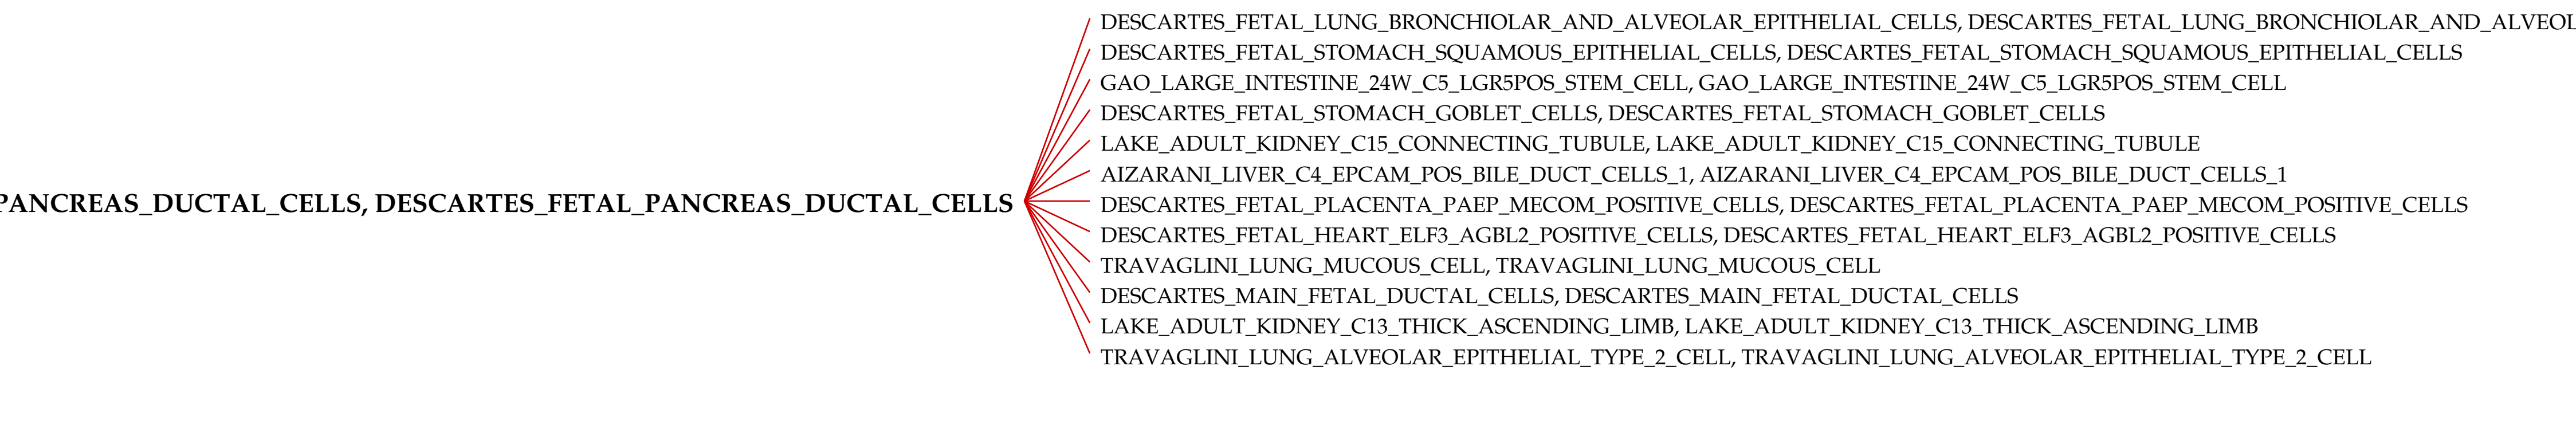 DESCARTES_FETAL_LUNG_BRONCHIOLAR_AND_ALVEOLAR_EPITHELIAL_CELLS, DESCARTES_FETAL_LUNG_BRONCHIOLAR_AND_ALVEOL
DESCARTES_FETAL_STOMACH_SQUAMOUS_EPITHELIAL_CELLS, DESCARTES_FETAL_STOMACH_SQUAMOUS_EPITHELIAL_CELLS
GAO_LARGE_INTESTINE_24W_C5_LGR5POS_STEM_CELL, GAO_LARGE_INTESTINE_24W_C5_LGR5POS_STEM_CELL
DESCARTES_FETAL_STOMACH_GOBLET_CELLS, DESCARTES_FETAL_STOMACH_GOBLET_CELLS
LAKE_ADULT_KIDNEY_C15_CONNECTING_TUBULE, LAKE_ADULT_KIDNEY_C15_CONNECTING_TUBULE
AIZARANI_LIVER_C4_EPCAM_POS_BILE_DUCT_CELLS_1, AIZARANI_LIVER_C4_EPCAM_POS_BILE_DUCT_CELLS_1
PANCREAS_DUCTAL_CELLS, DESCARTES_FETAL_PANCREAS_DUCTAL_CELLS
DESCARTES_FETAL_PLACENTA_PAEP_MECOM_POSITIVE_CELLS, DESCARTES_FETAL_PLACENTA_PAEP_MECOM_POSITIVE_CELLS
DESCARTES_FETAL_HEART_ELF3_AGBL2_POSITIVE_CELLS, DESCARTES_FETAL_HEART_ELF3_AGBL2_POSITIVE_CELLS
TRAVAGLINI_LUNG_MUCOUS_CELL, TRAVAGLINI_LUNG_MUCOUS_CELL
DESCARTES_MAIN_FETAL_DUCTAL_CELLS, DESCARTES_MAIN_FETAL_DUCTAL_CELLS
LAKE_ADULT_KIDNEY_C13_THICK_ASCENDING_LIMB, LAKE_ADULT_KIDNEY_C13_THICK_ASCENDING_LIMB
TRAVAGLINI_LUNG_ALVEOLAR_EPITHELIAL_TYPE_2_CELL, TRAVAGLINI_LUNG_ALVEOLAR_EPITHELIAL_TYPE_2_CELL